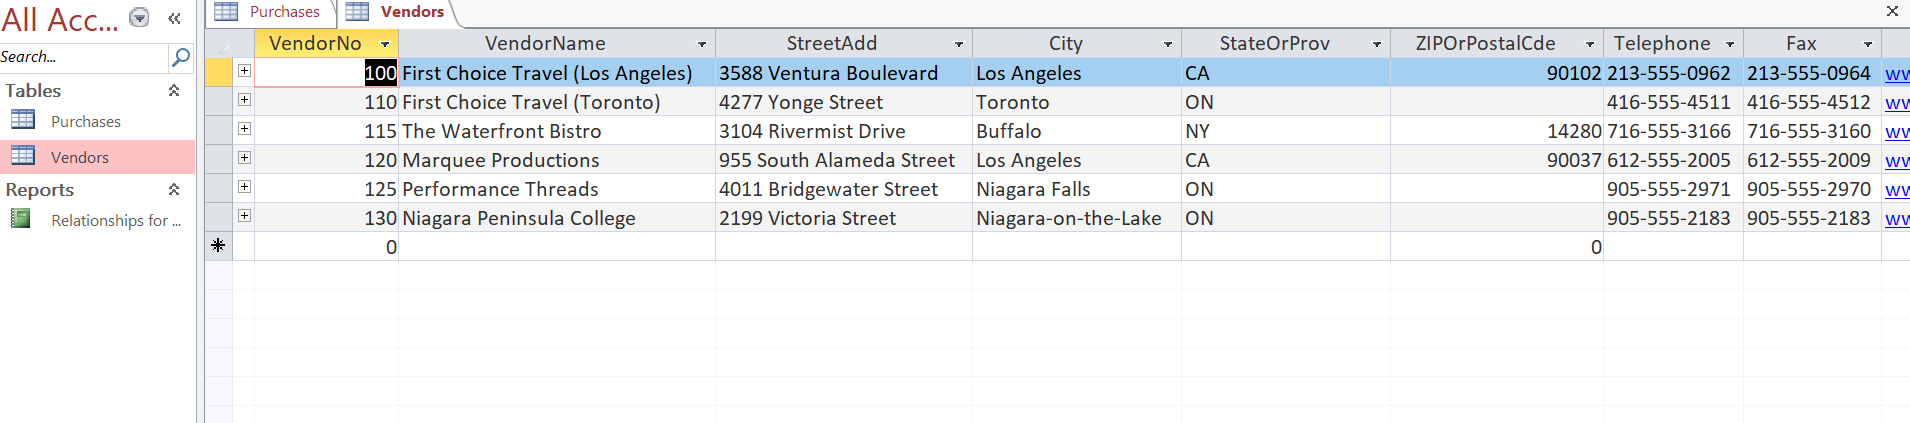 All Acc...
Search...
Tables
Purchases
Vendors
Reports
Relationships for ...
Purchases Vendors
VendorNo VendorName StreetAdd City StateOrProv ZIPOrPostalCde Telephone Fax
100 First Choice Travel (Los Angeles) 3588 Ventura Boulevard Los Angeles CA 90102 213-555-0962 213-555-0964 ww
110 First Choice Travel (Toronto) 4277 Yonge Street Toronto ON 416-555-4511 416-555-4512 ww
115 The Waterfront Bistro 3104 Rivermist Drive Buffalo NY 14280 716-555-3166 716-555-3160 ww
120 Marquee Productions 955 South Alameda Street Los Angeles CA 90037 612-555-2005 612-555-2009 ww
125 Performance Threads 4011 Bridgewater Street Niagara Falls ON 905-555-2971 905-555-2970 ww
130 Niagara Peninsula College 2199 Victoria Street Niagara-on-the-Lake ON 905-555-2183 905-555-2183 ww
0 0